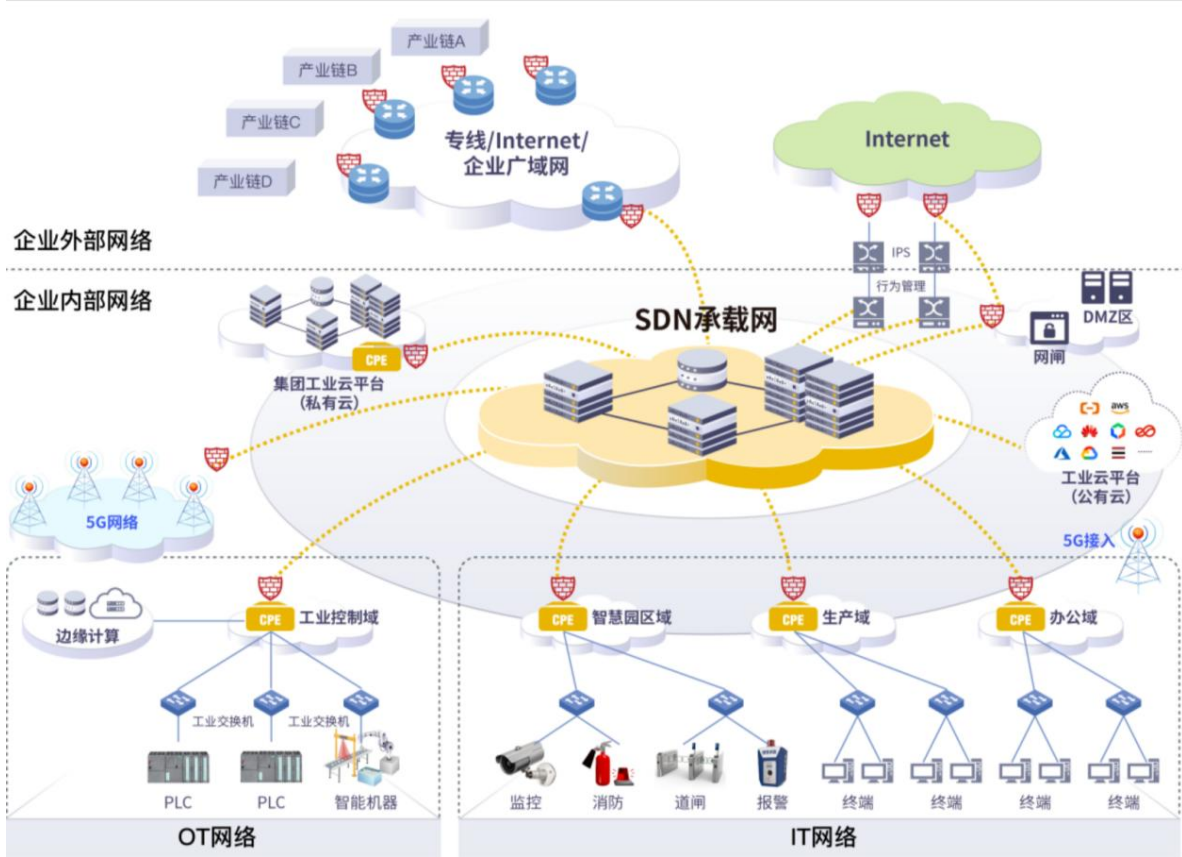 产业链A
产业链B
产业链C
产业链D
专线/Internet/
企业广域网
Internet
企业外部网络
IPS
行为管理
企业内部网络
SDN承载网
DMZ区
网闸
CPE
集团工业云平台
（私有云）
aws
工业云平台
（公有云）
5G网络
5G接入
边缘计算
CPE
工业控制域
CPE
智慧园区域
CPE
生产域
CPE
办公域
工业交换机
工业交换机
PLC
PLC
智能机器
监控
消防
道闸
报警
终端
终端
终端
终端
OT网络
IT网络